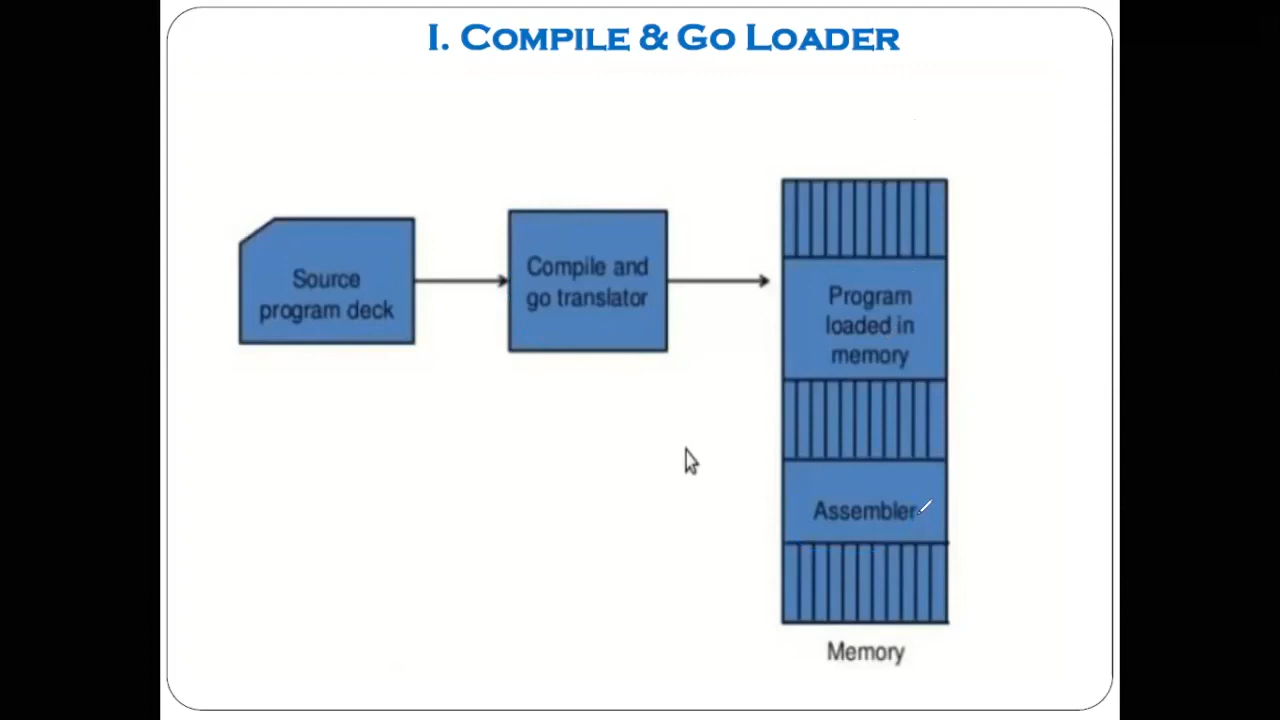 I. Compile & Go Loader
Source
program deck
Compile and
go translator
Program
loaded in
memory
Assembler
Memory